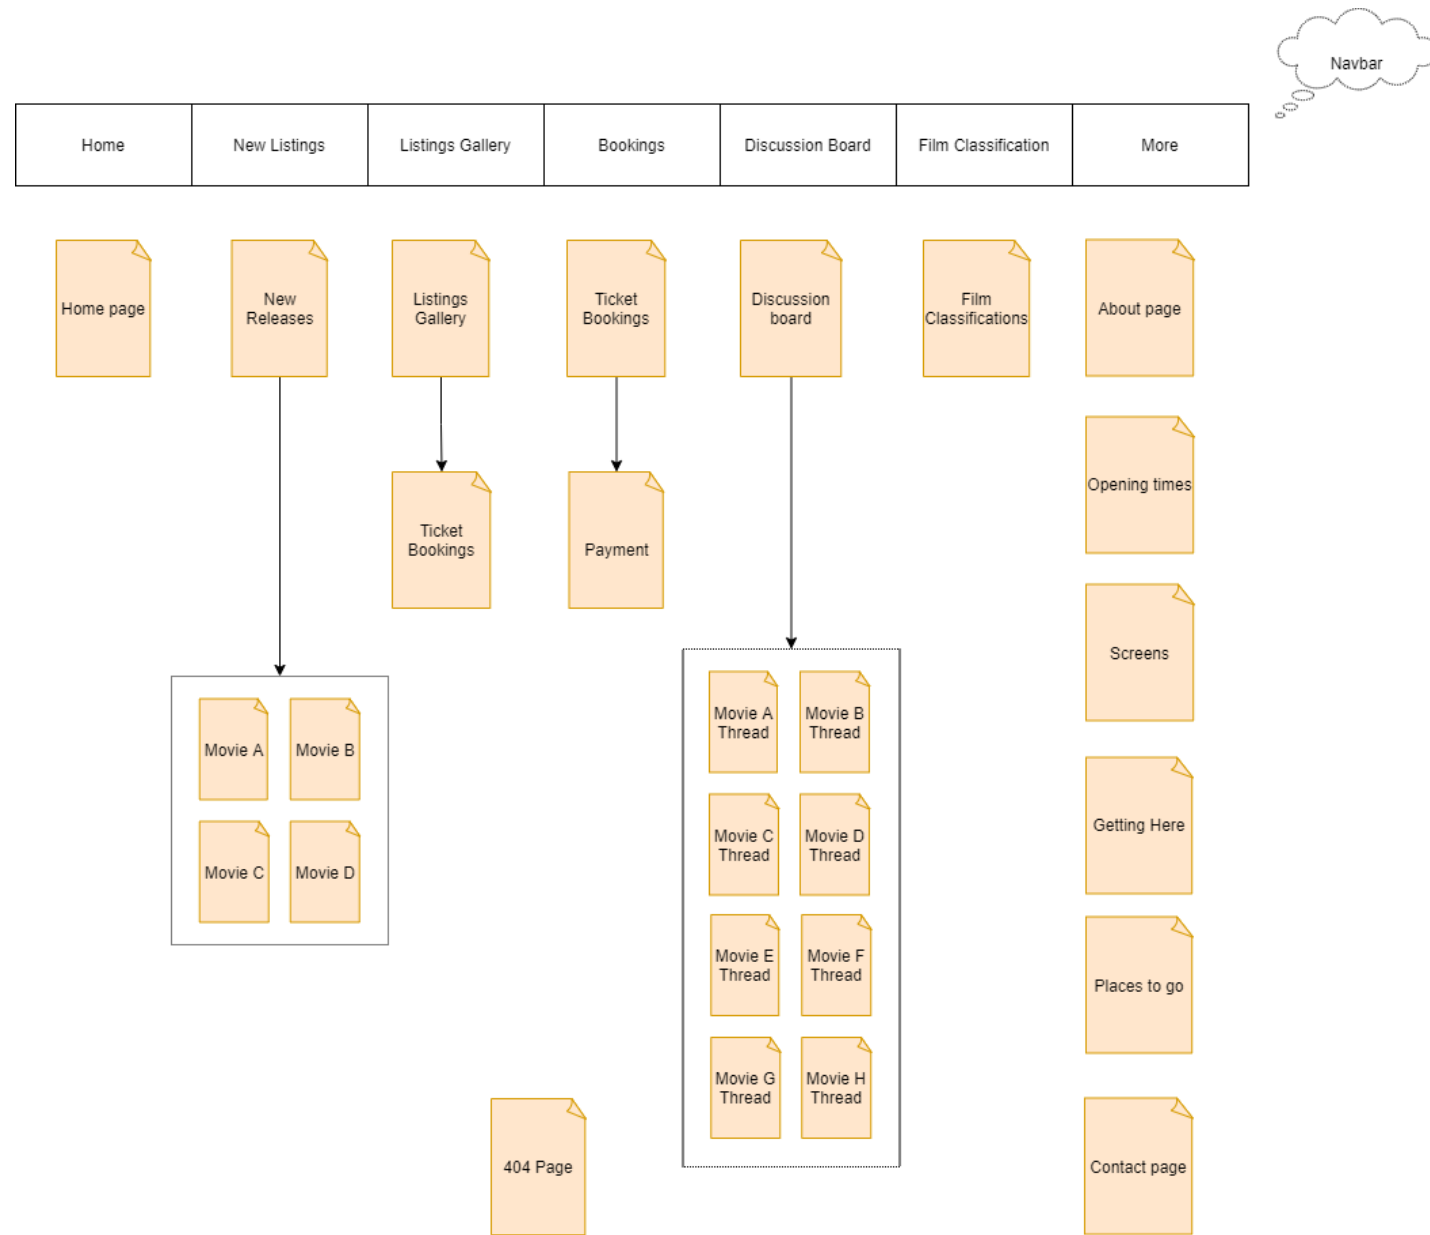 Navbar
Home
New Listings
Listings Gallery
Bookings
Discussion Board
Film Classification
More
Home page
New
Releases
Listings
Gallery
Ticket
Bookings
Discussion
board
Film
Classifications
About page
Opening times
Ticket
Bookings
Payment
Screens
Movie A
Movie B
Movie C
Movie D
Movie A
Thread
Movie B
Thread
Movie C
Thread
Movie D
Thread
Movie E
Thread
Movie F
Thread
Movie G
Thread
Movie H
Thread
Getting Here
Places to go
404 Page
Contact page